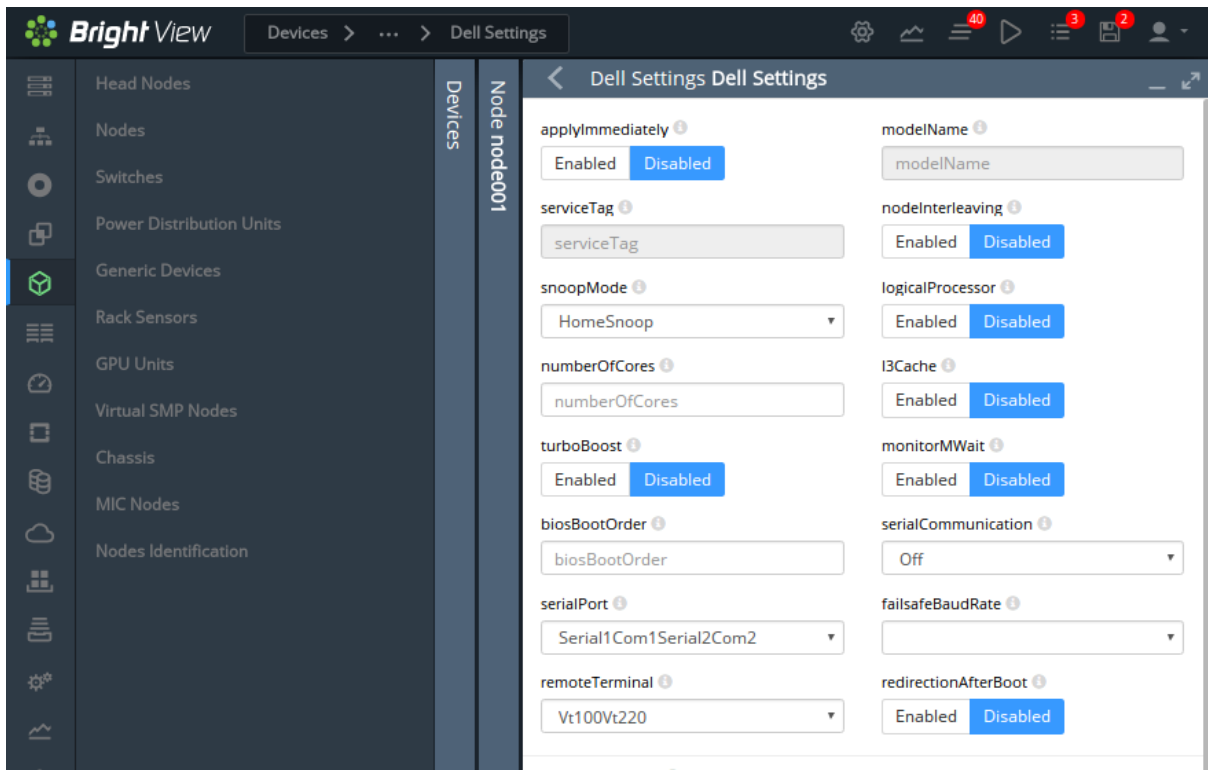 Bright View
Devices > ... > Dell Settings
40
3
2
Head Nodes
Nodes
Switches
Power Distribution Units
Generic Devices
Rack Sensors
GPU Units
Virtual SMP Nodes
Chassis
MIC Nodes
Nodes Identification
Devices
Node node001
Dell Settings Dell Settings
applyImmediately
Enabled Disabled
modelName
modelName
serviceTag
serviceTag
nodeInterleaving
Enabled Disabled
snoopMode
HomeSnoop
logicalProcessor
Enabled Disabled
numberOfCores
numberOfCores
l3Cache
Enabled Disabled
turboBoost
Enabled Disabled
monitorMWait
Enabled Disabled
biosBootOrder
biosBootOrder
serialCommunication
Off
serialPort
Serial1Com1Serial2Com2
failsafeBaudRate
remoteTerminal
Vt100Vt220
redirectionAfterBoot
Enabled Disabled